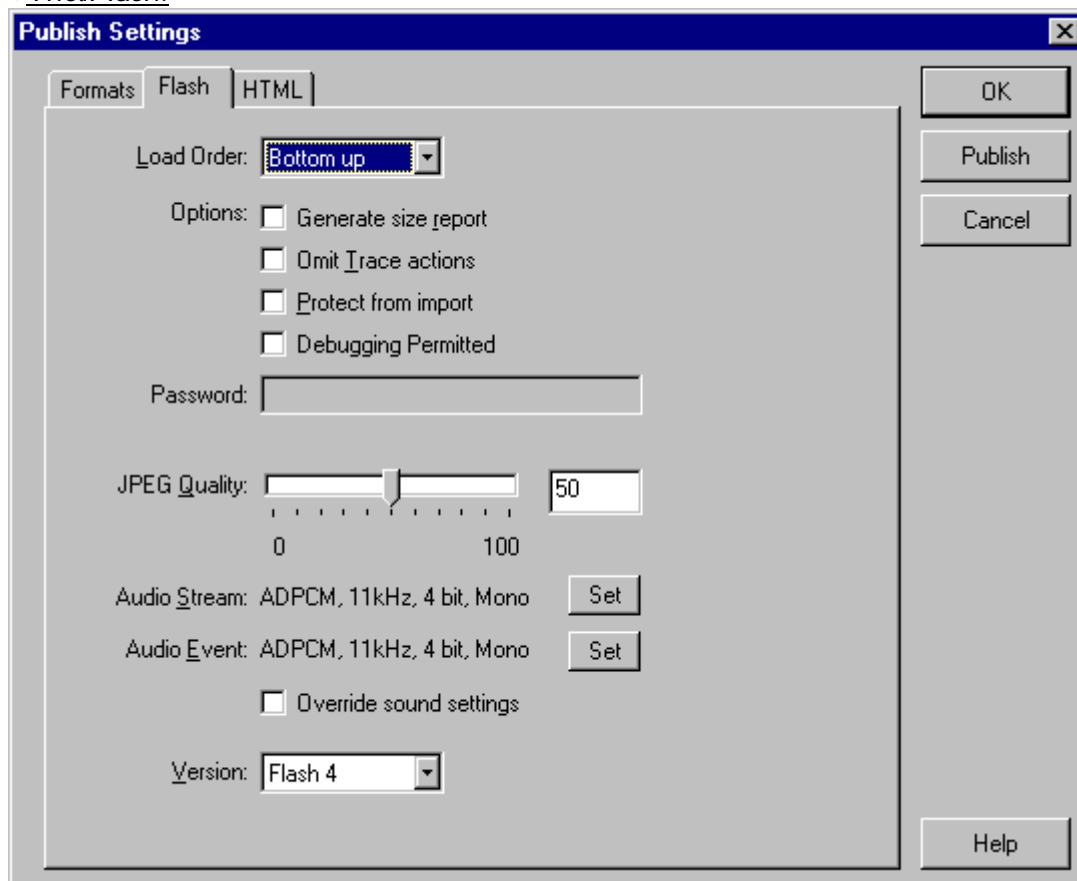 Publish Settings
Formats Flash HTML
OK
Load Order: Bottom up
Publish
Options: Generate size report
Cancel
Omit Trace actions
Protect from import
Debugging Permitted
Password:
JPEG Quality: 50
0 100
Audio Stream: ADPCM, 11kHz, 4 bit, Mono Set
Audio Event: ADPCM, 11kHz, 4 bit, Mono Set
Override sound settings
Version: Flash 4
Help